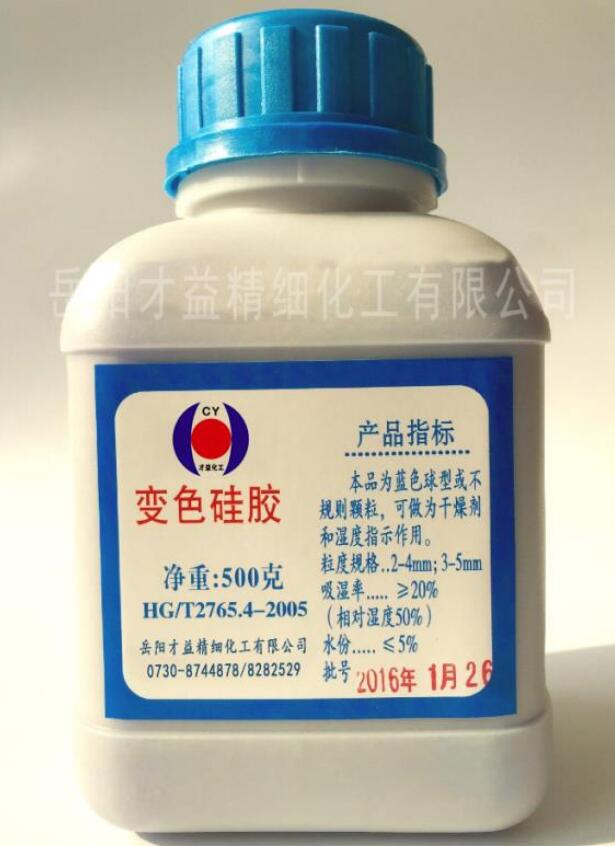 岳阳才益精细化工有限公司
CY
才益化工
变色硅胶
净重:500克
HG/T2765.4-2005
岳阳才益精细化工有限公司
0730-8744878/8282529
产品指标
本品为蓝色球型或不
规则颗粒，可做为干燥剂
和湿度指示作用。
粒度规格..2-4mm; 3-5mm
吸湿率..... ≥20%
（相对湿度50%）
水份..... ≤5%
批号 2016年 1月 26